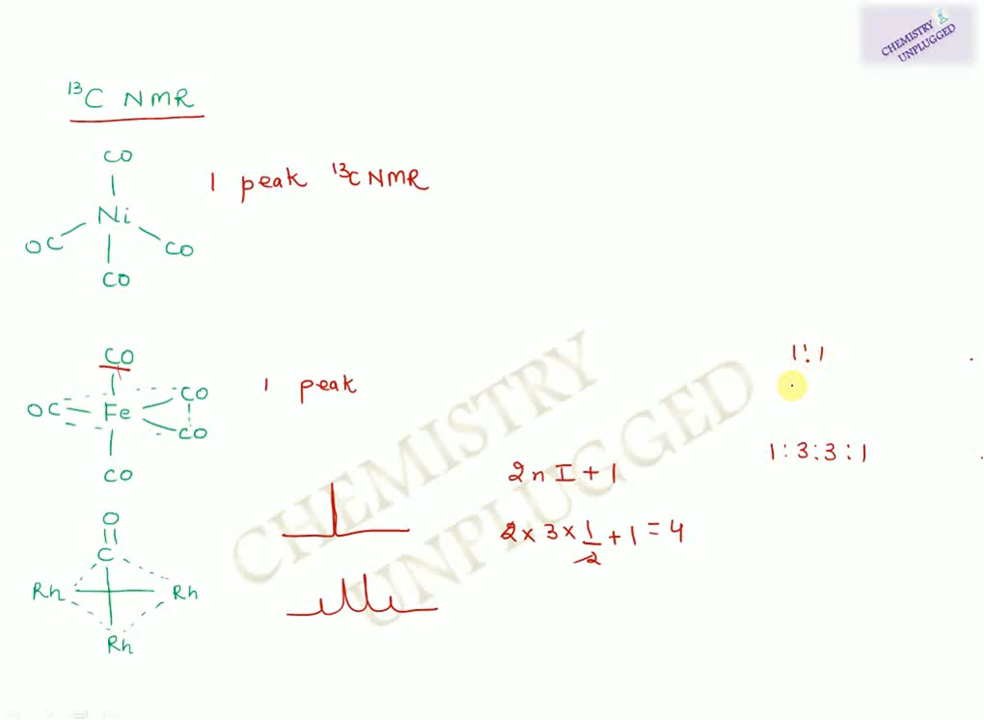 CHEMISTRY
UNPLUGGED
¹³C NMR
CO
Ni
OC
CO
CO
1 peak ¹³C NMR
CO
OC
Fe
CO
CO
CO
1 peak
1:1
1:3:3:1
2nI+1
2×3×1/2+1=4
O
C
Rh
Rh
Rh
CHEMISTRY
UNPLUGGED